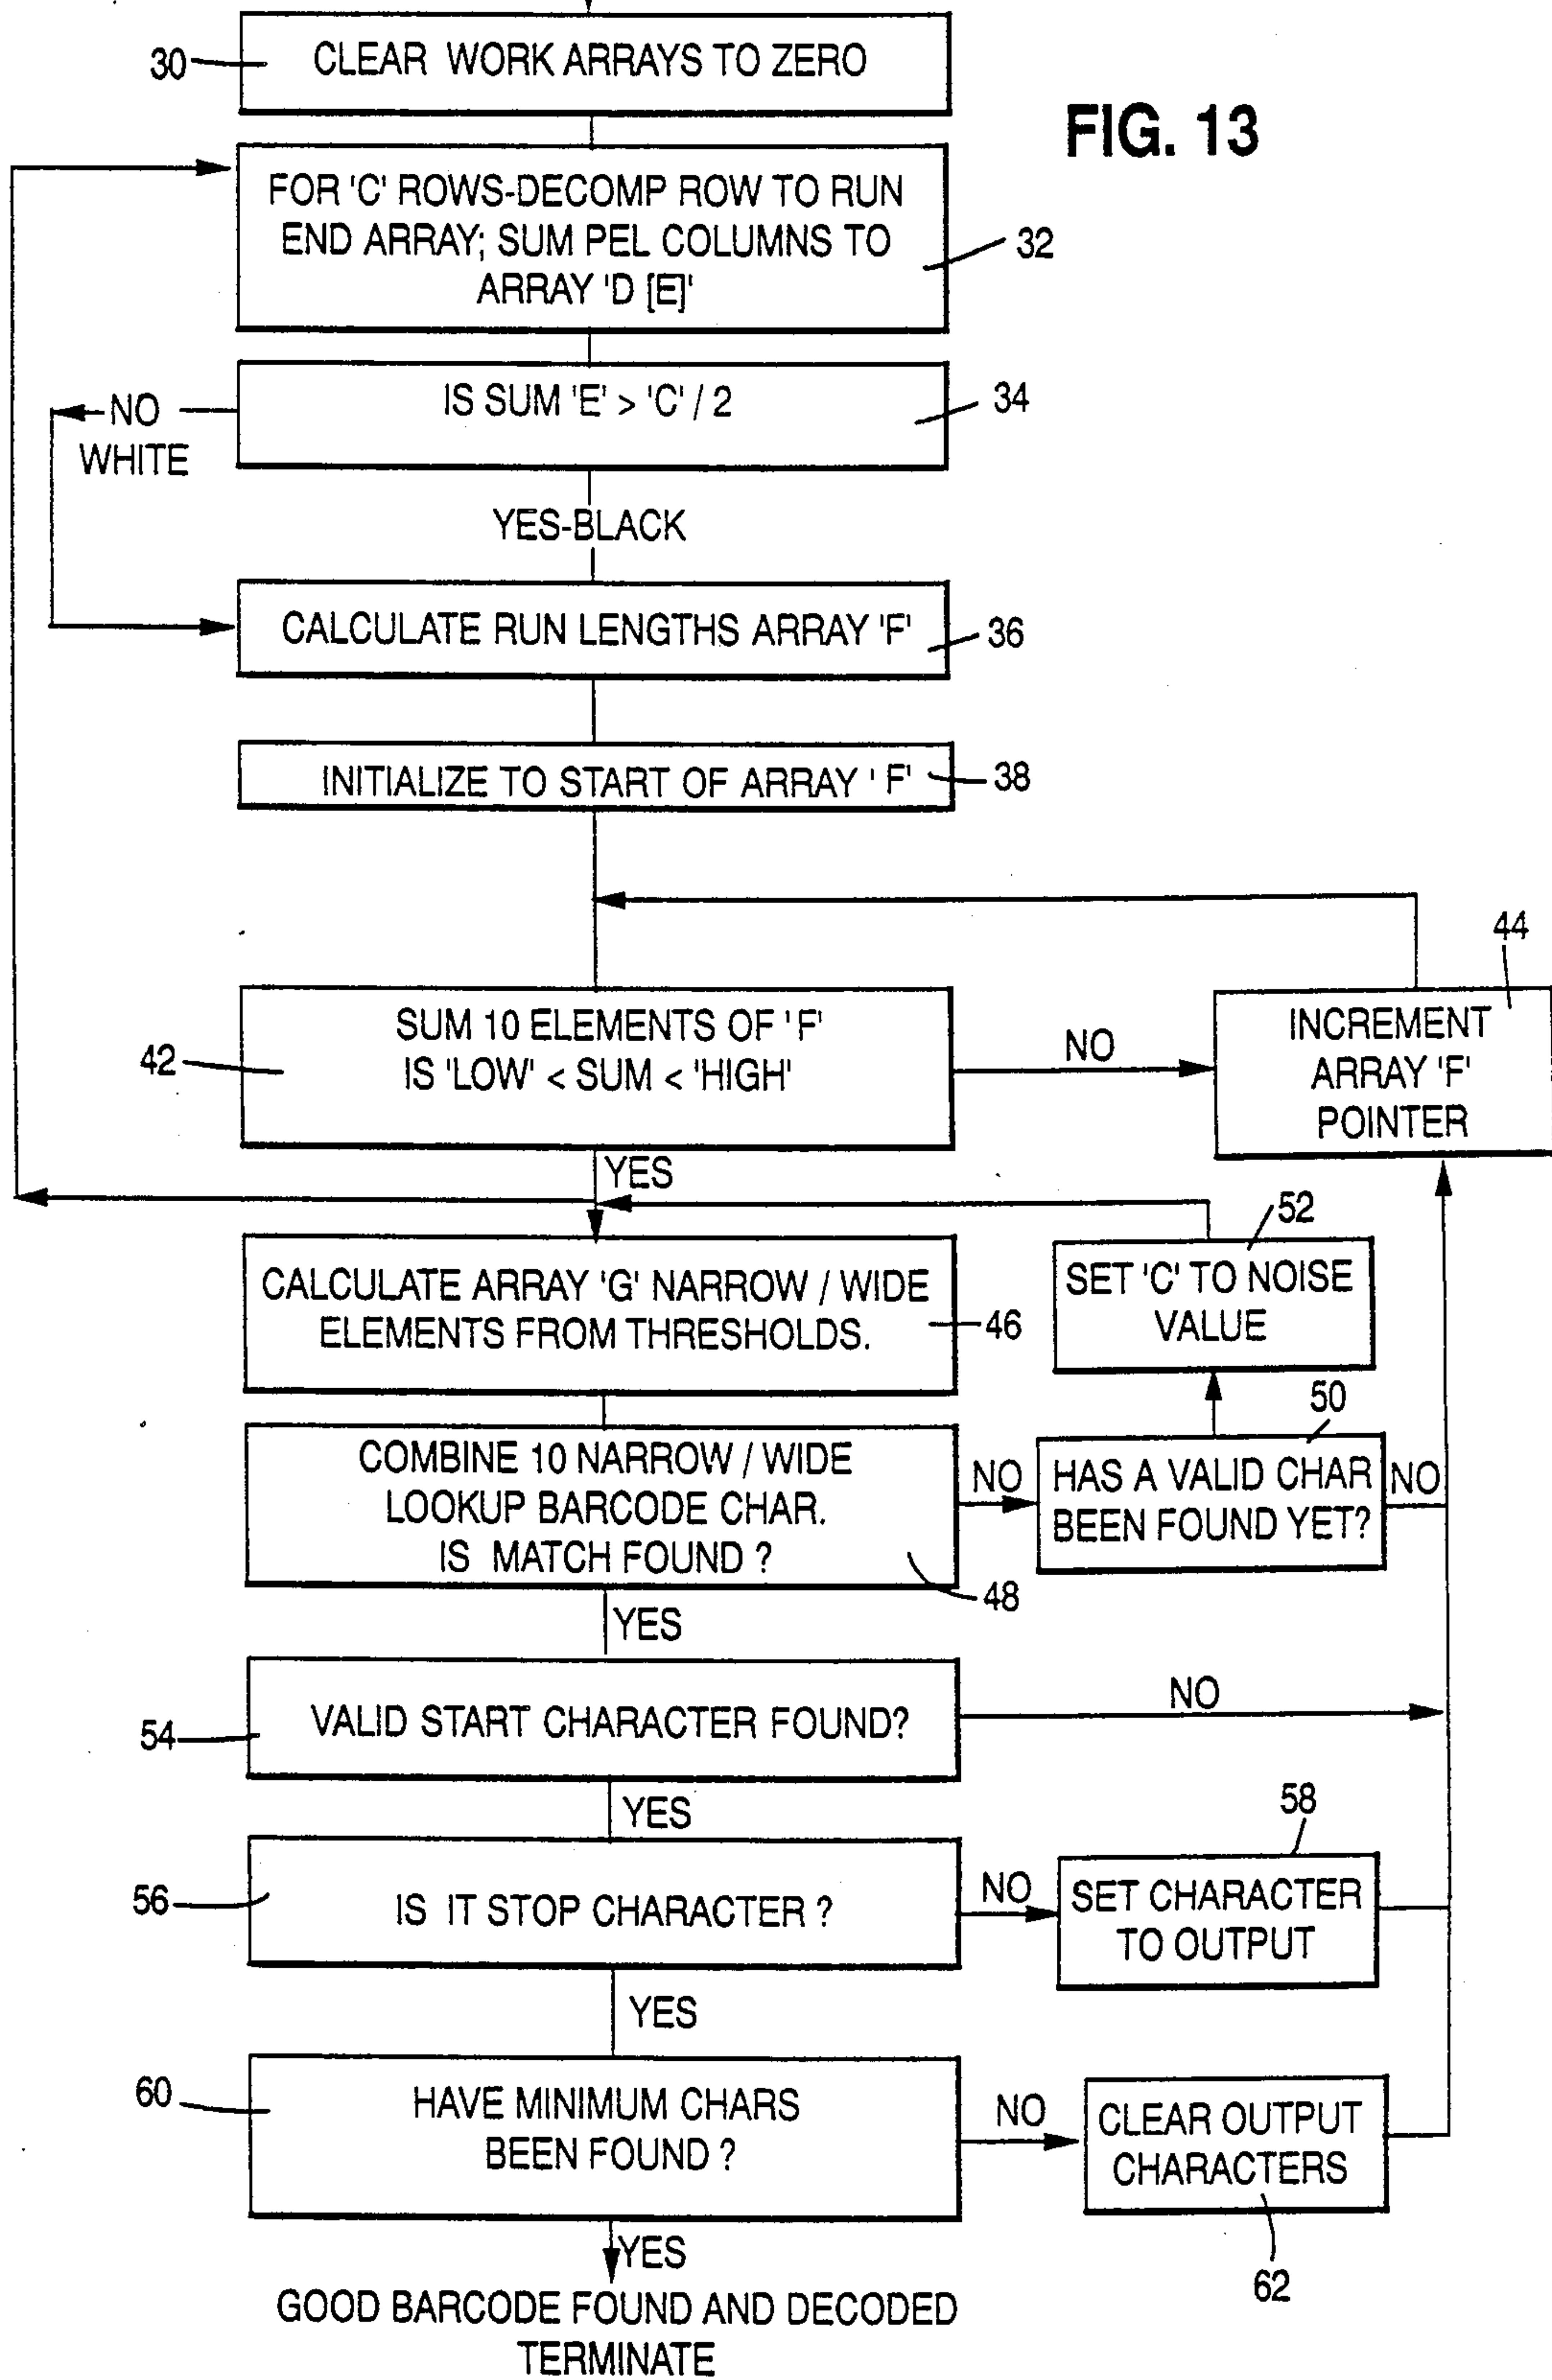 30
CLEAR WORK ARRAYS TO ZERO
FIG. 13
FOR 'C' ROWS-DECOMP ROW TO RUN
END ARRAY; SUM PEL COLUMNS TO
ARRAY 'D [E]'
32
IS SUM 'E' > 'C' / 2
34
NO
WHITE
YES-BLACK
CALCULATE RUN LENGTHS ARRAY 'F'
36
INITIALIZE TO START OF ARRAY 'F'
38
44
SUM 10 ELEMENTS OF 'F'
IS 'LOW' < SUM < 'HIGH'
42
NO
INCREMENT
ARRAY 'F'
POINTER
YES
52
CALCULATE ARRAY 'G' NARROW / WIDE
ELEMENTS FROM THRESHOLDS.
46
SET 'C' TO NOISE
VALUE
50
COMBINE 10 NARROW / WIDE
LOOKUP BARCODE CHAR.
IS MATCH FOUND ?
48
NO
HAS A VALID CHAR
BEEN FOUND YET?
NO
YES
54
VALID START CHARACTER FOUND?
NO
YES
58
56
IS IT STOP CHARACTER ?
NO
SET CHARACTER
TO OUTPUT
YES
60
HAVE MINIMUM CHARS
BEEN FOUND ?
NO
CLEAR OUTPUT
CHARACTERS
62
YES
GOOD BARCODE FOUND AND DECODED
TERMINATE